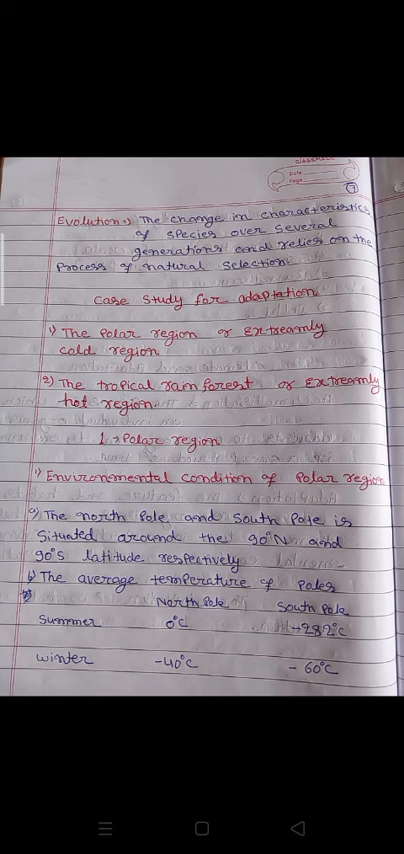 CLASSMATE
Date
Page
7
Evolution → The change in characteristics
of species over several
generations and relies on the
process of natural selection.
case study for adaptation
1) The Polar region or Extreamly
cold region
2) The tropical rain forest or Extreamly
hot region.
1. → Polar region
1) Environmental condition of Polar region
a) The north Pole and South Pole is
situated around the 90°N and
90°S latitude respectively
b) The average temperature of Poles
North Pole South Pole
Summer 0°C -28.2°C
winter -40°C - 60°C